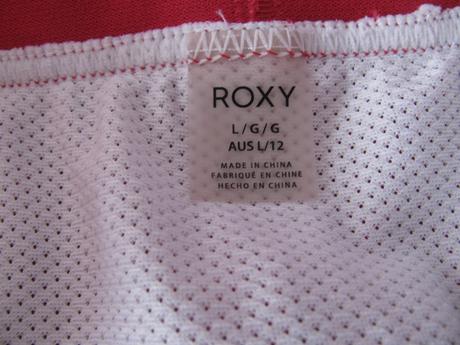 ROXY
L/G/G
AUS L/12
MADE IN CHINA
FABRIQUÉ EN CHINE
HECHO EN CHINA